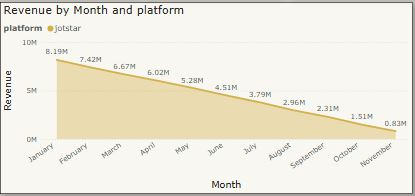 Revenue by Month and platform
platform jotstar
10M
5M
0M
Revenue
8.19M
7.42M
6.67M
6.02M
5.28M
4.51M
3.79M
2.96M
2.31M
1.51M
0.83M
January
February
March
April
May
June
July
August
September
October
November
Month